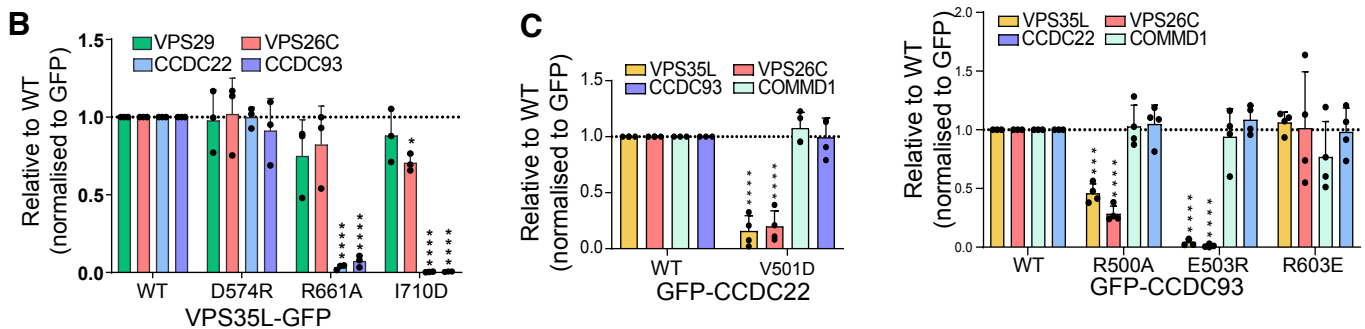 B
Relative to WT
(normalised to GFP)
1.5
1.0
0.5
0.0
VPS29 VPS26C
CCDC22 CCDC93
*
****
****
****
****
WT D574R R661A I710D
VPS35L-GFP
C
Relative to WT
(normalised to GFP)
1.5
1.0
0.5
0.0
VPS35L VPS26C
CCDC93 COMMD1
****
****
WT V501D
GFP-CCDC22
Relative to WT
(normalised to GFP)
2.0
1.5
1.0
0.5
0.0
VPS35L VPS26C
CCDC22 COMMD1
****
****
****
****
WT R500A E503R R603E
GFP-CCDC93